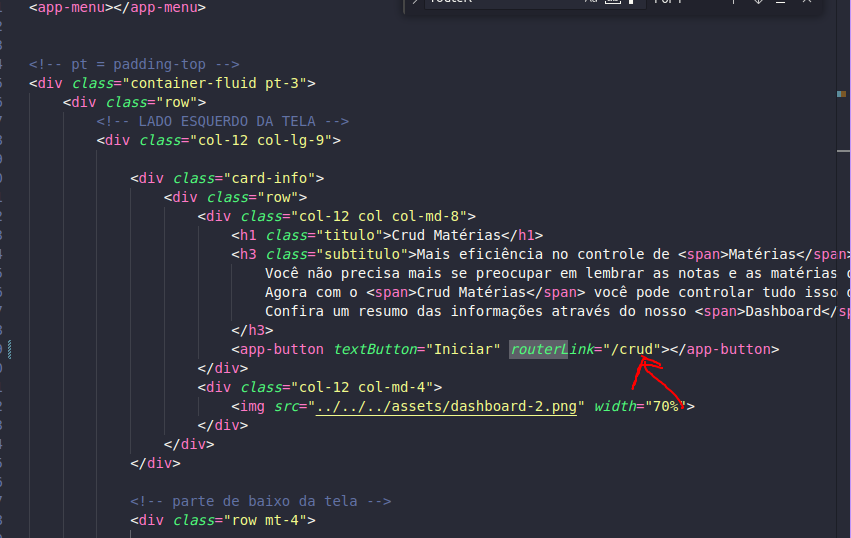 <app-menu></app-menu>
<!-- pt = padding-top -->
<div class="container-fluid pt-3">
<div class="row">
<!-- LADO ESQUERDO DA TELA -->
<div class="col-12 col-lg-9">
<div class="card-info">
<div class="row">
<div class="col-12 col col-md-8">
<h1 class="titulo">Crud Matérias</h1>
<h3 class="subtitulo">Mais eficiência no controle de <span>Matérias</span>
Você não precisa mais se preocupar em lembrar as notas e as matérias
Agora com o <span>Crud Matérias</span> você pode controlar tudo isso
Confira um resumo das informações através do nosso <span>Dashboard</sp
</h3>
<app-button textButton="Iniciar" routerLink="/crud"></app-button>
</div>
<div class="col-12 col-md-4">
<img src="../../../assets/dashboard-2.png" width="70%">
</div>
</div>
</div>
<!-- parte de baixo da tela -->
<div class="row mt-4">